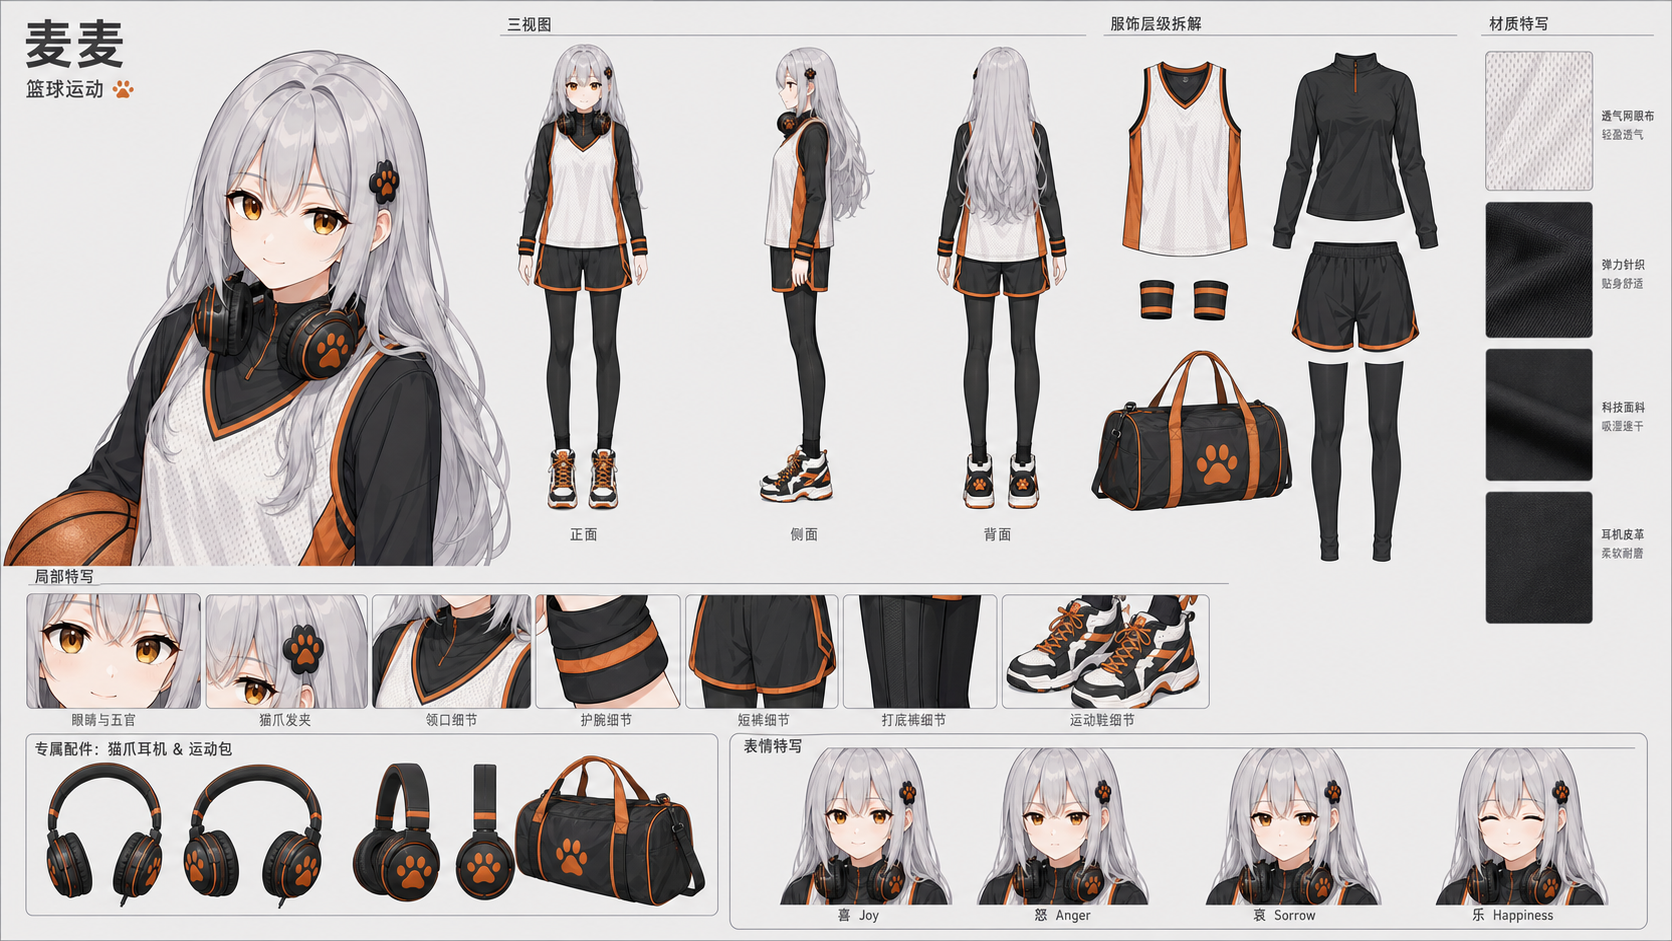 麦麦
篮球运动
三视图
正面
侧面
背面
服饰层级拆解
材质特写
透气网眼布
轻盈透气
弹力针织
贴身舒适
科技面料
吸湿速干
耳机皮革
柔软耐磨
局部特写
眼睛与五官
猫爪发夹
领口细节
护腕细节
短裤细节
打底裤细节
运动鞋细节
专属配件：猫爪耳机 & 运动包
表情特写
喜 Joy
怒 Anger
哀 Sorrow
乐 Happiness